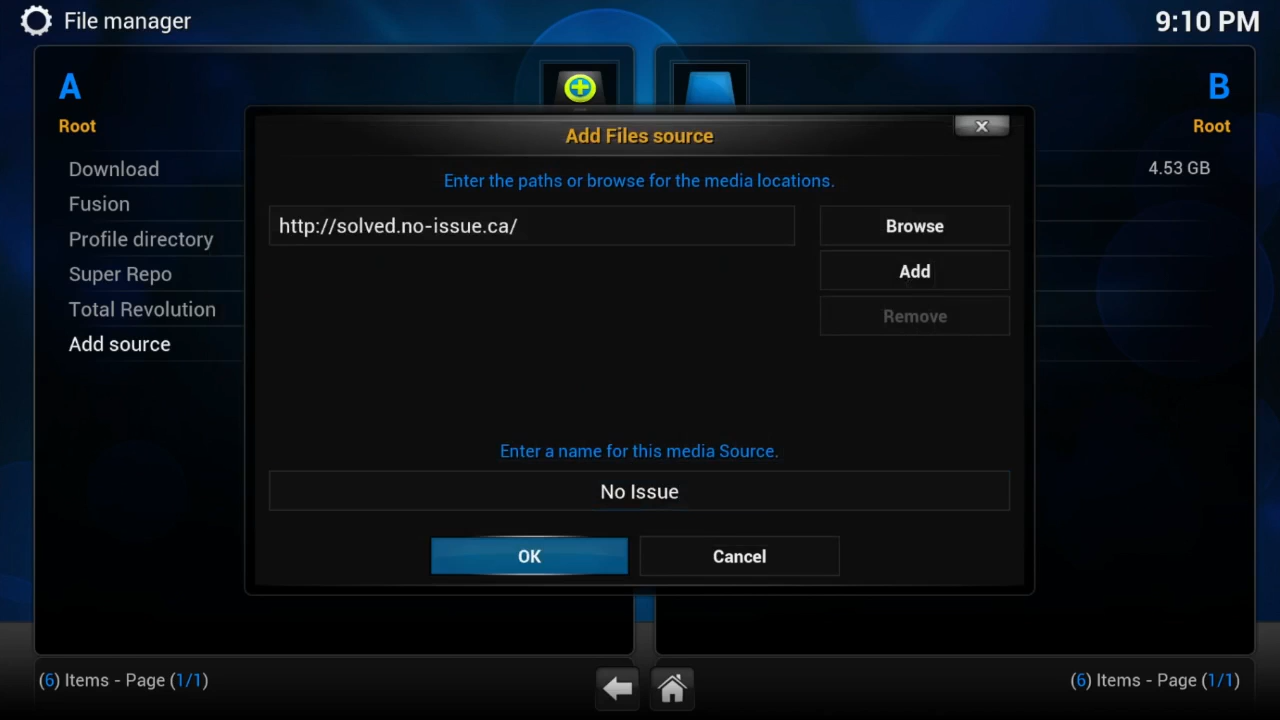 File manager
9:10 PM
A
B
Root
Root
Download
4.53 GB
Fusion
Profile directory
Super Repo
Total Revolution
Add source
Add Files source
Enter the paths or browse for the media locations.
http://solved.no-issue.ca/
Browse
Add
Remove
Enter a name for this media Source.
No Issue
OK
Cancel
(6) Items - Page (1/1)
(6) Items - Page (1/1)